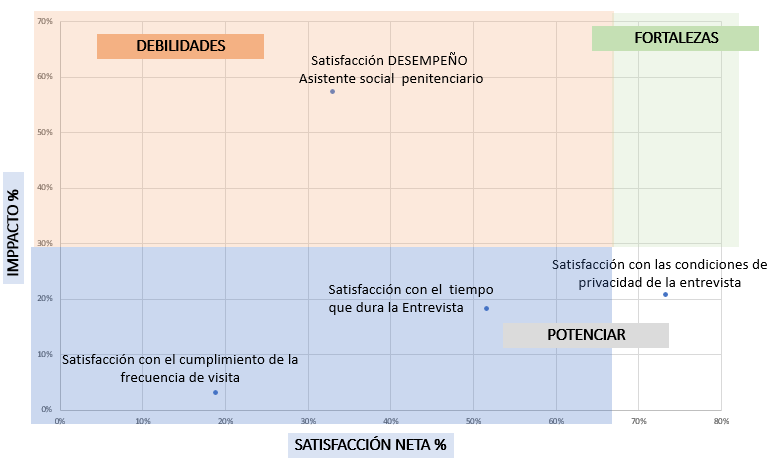 70%
DEBILIDADES
FORTALEZAS
Satisfacción DESEMPEÑO
Asistente social penitenciario
60%
50%
40%
30%
IMPPACTO %
Satisfacción con las condiciones de
privacidad de la entrevista
Satisfacción con el tiempo
que dura la Entrevista
20%
POTENCIAR
10%
Satisfacción con el cumplimiento de la
frecuencia de visita
0%
0% 10% 20% 30% 40% 50% 60% 70% 80%
SATISFACCIÓN NETA %